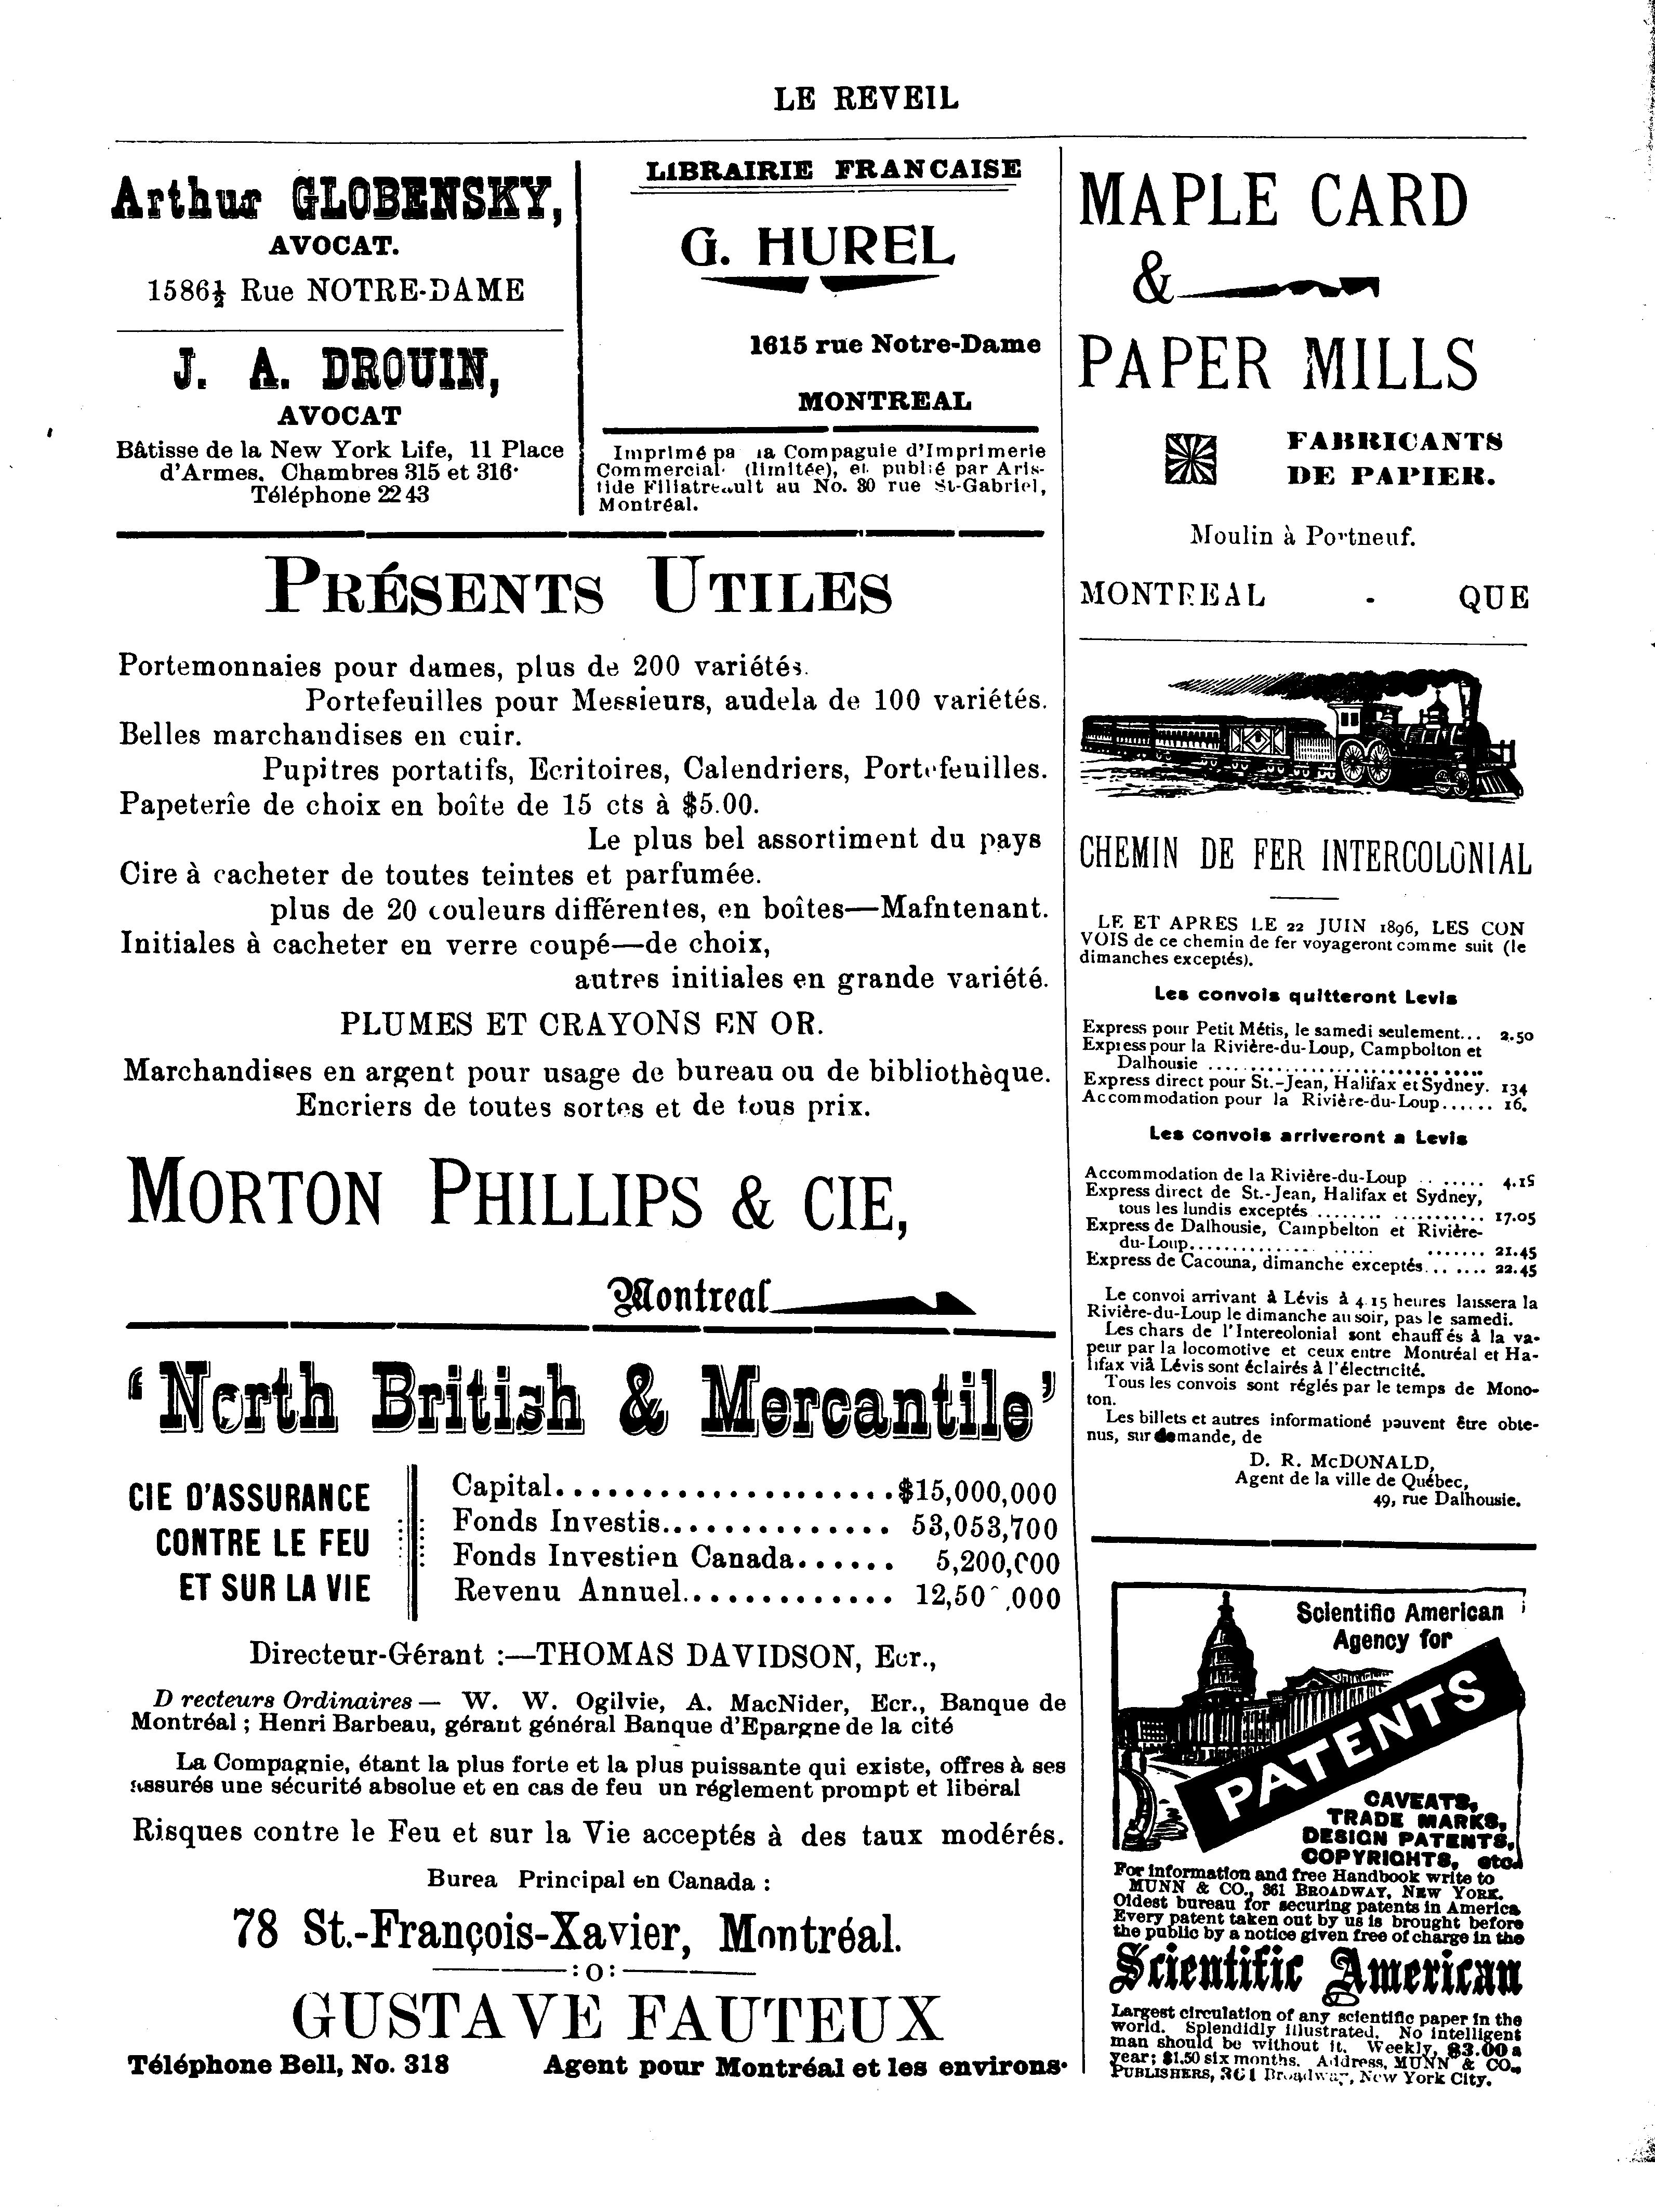 LE REVEIL
Arthur GLOBENSKY,
AVOCAT.
1586½ Rue NOTRE-DAME
J. A. DROUIN,
AVOCAT
Bâtisse de la New York Life, 11 Place
d'Armes. Chambres 315 et 316·
Téléphone 2243
LIBRAIRIE FRANCAISE
G. HUREL
1615 rue Notre-Dame
MONTREAL
Imprimé pa la Compaguie d'Imprimerie
Commercial· (limitée), et publié par Aris-
tide Filiatreault au No. 30 rue St-Gabriel,
Montréal.
PRÉSENTS UTILES
Portemonnaies pour dames, plus de 200 variétés.
Portefeuilles pour Messieurs, audela de 100 variétés.
Belles marchandises en cuir.
Pupitres portatifs, Ecritoires, Calendriers, Portefeuilles.
Papeterîe de choix en boîte de 15 cts à $5.00.
Le plus bel assortiment du pays
Cire à cacheter de toutes teintes et parfumée.
plus de 20 couleurs différentes, en boîtes—Mafntenant.
Initiales à cacheter en verre coupé—de choix,
autres initiales en grande variété.
PLUMES ET CRAYONS EN OR.
Marchandises en argent pour usage de bureau ou de bibliothèque.
Encriers de toutes sortes et de tous prix.
MORTON PHILLIPS & CIE,
Montreal
'North British & Mercantile'
CIE D'ASSURANCE
CONTRE LE FEU
ET SUR LA VIE
Capital....................$15,000,000
Fonds Investis.............. 53,053,700
Fonds Investien Canada...... 5,200,000
Revenu Annuel............. 12,50 ,000
Directeur-Gérant :—THOMAS DAVIDSON, Ecr.,
D recteurs Ordinaires — W. W. Ogilvie, A. MacNider, Ecr., Banque de
Montréal ; Henri Barbeau, gérant général Banque d'Epargne de la cité
La Compagnie, étant la plus forte et la plus puissante qui existe, offres à ses
assurés une sécurité absolue et en cas de feu un réglement prompt et libéral
Risques contre le Feu et sur la Vie acceptés à des taux modérés.
Burea Principal en Canada :
78 St.-François-Xavier, Montréal.
:o:
GUSTAVE FAUTEUX
Téléphone Bell, No. 318 Agent pour Montréal et les environs·
MAPLE CARD
&
PAPER MILLS
FABRICANTS
DE PAPIER.
Moulin à Portneuf.
MONTREAL - QUE
CHEMIN DE FER INTERCOLONIAL
LE ET APRES LE 22 JUIN 1896, LES CON
VOIS de ce chemin de fer voyageront comme suit (le
dimanches exceptés).
Les convois quitteront Levis
Express pour Petit Métis, le samedi seulement... 2.50
Express pour la Rivière-du-Loup, Campbolton et
Dalhousie ..............................
Express direct pour St.-Jean, Halifax et Sydney. 134
Accommodation pour la Rivière-du-Loup...... 16.
Les convois arriveront a Levis
Accommodation de la Rivière-du-Loup .. ..... 4.15
Express direct de St.-Jean, Halifax et Sydney,
tous les lundis exceptés ........ ........... 17.05
Express de Dalhousie, Campbelton et Rivière-
du-Loup............... ..... ....... 21.45
Express de Cacouna, dimanche exceptés... .... 22.45
Le convoi arrivant à Lévis à 4.15 heures laissera la
Rivière-du-Loup le dimanche au soir, pas le samedi.
Les chars de l'Intereolonial sont ehauffés à la va-
peur par la locomotive et ceux entre Montréal et Ha-
lifax viâ Lévis sont éclairés à l'électricité.
Tous les convois sont réglés par le temps de Mono-
ton.
Les billets et autres informationé pauvent être obte-
nus, sur demande, de
D. R. McDONALD,
Agent de la ville de Québec,
49, rue Dalhousie.
Scientific American
Agency for
PATENTS
CAVEATS,
TRADE MARKS,
DESIGN PATENTS,
COPYRIGHTS, etc.
For information and free Handbook write to
MUNN & CO., 361 BROADWAY, NEW YORK.
Oldest bureau for securing patents in America.
Every patent taken out by us is brought before
the public by a notice given free of charge in the
Scientific American
Largest circulation of any scientific paper in the
world. Splendidly illustrated. No intelligent
man should be without it. Weekly, $3.00 a
year; $1.50 six months. Address, MUNN & CO.,
PUBLISHERS, 361 Broadway, New York City.